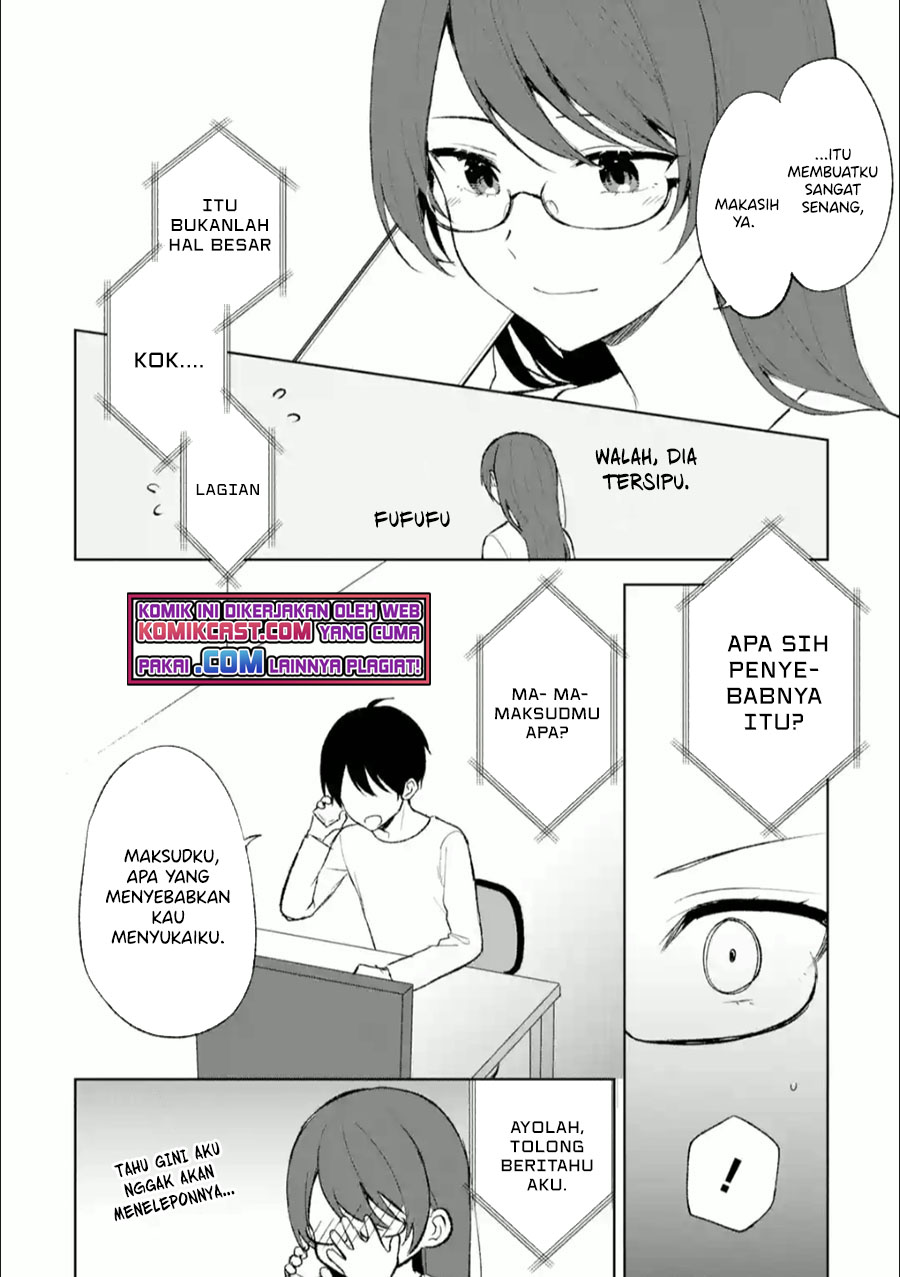 ...ITU
MEMBUATKU
SANGAT
SENANG,
MAKASIH
YA.
ITU
BUKANLAH
HAL BESAR
KOK....
LAGIAN
WALAH, DIA
TERSIPU.
FUFUFU
APA SIH
PENYE-
BABNYA
ITU?
MA- MA-
MAKSUDMU
APA?
KOMIK INI DIKERJAKAN OLEH WEB
KOMIKCAST.COM YANG CUMA
PAKAI .COM LAINNYA PLAGIAT!
MAKSUDKU,
APA YANG
MENYEBABKAN
KAU
MENYUKAIKU.
!
AYOLAH,
TOLONG
BERITAHU
AKU.
TAHU GINI AKU
NGGAK AKAN
MENELEPONNYA...